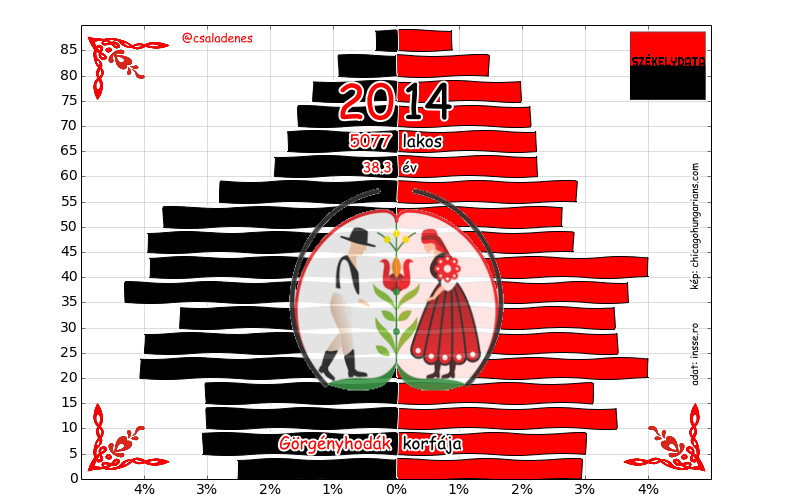 @csaladenes
SZÉKELYDATA
2014
5077 lakos
38.3 év
kép: chicagohungarians.com
adat: insse.ro
Görgényhodák korfája
85
80
75
70
65
60
55
50
45
40
35
30
25
20
15
10
5
0
4% 3% 2% 1% 0% 1% 2% 3% 4%